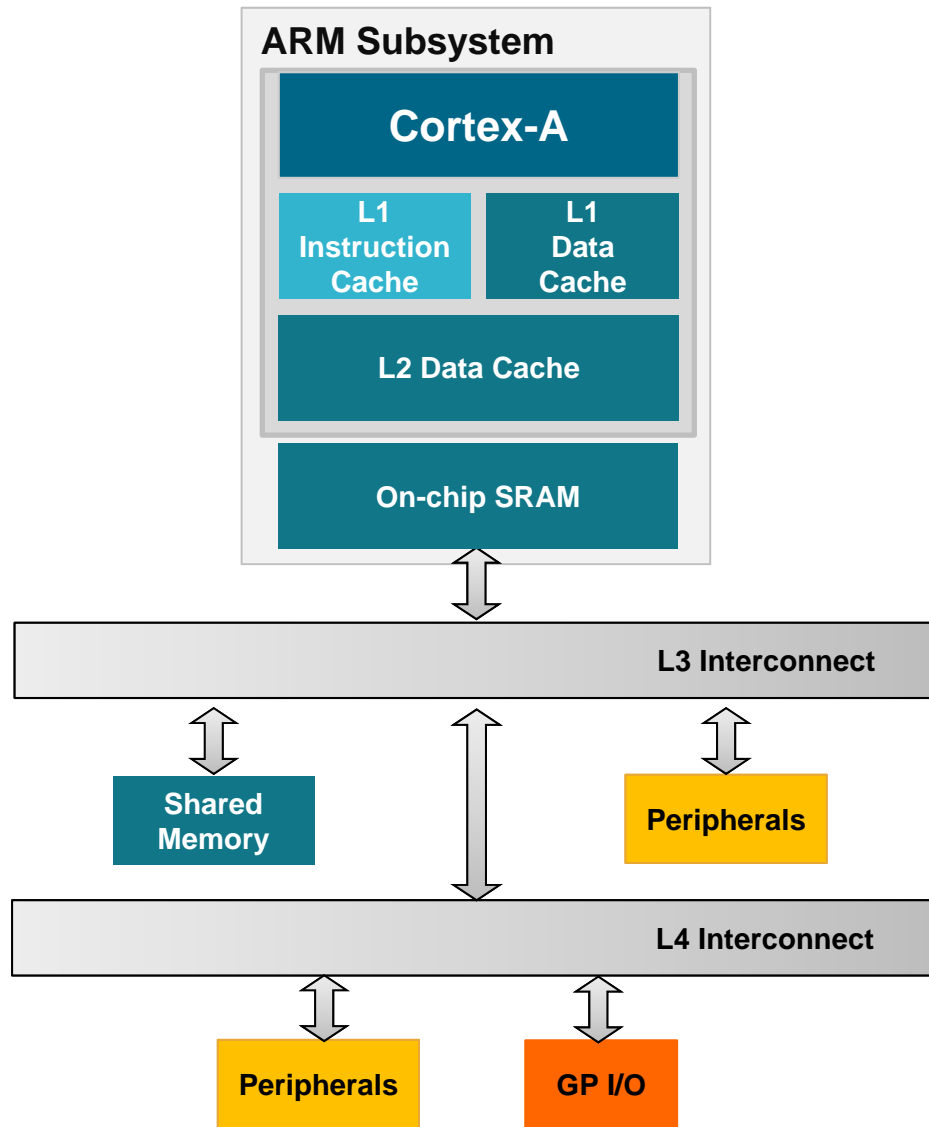 ARM Subsystem
Cortex-A
L1
Instruction
Cache
L1
Data
Cache
L2 Data Cache
On-chip SRAM
L3 Interconnect
Shared
Memory
Peripherals
L4 Interconnect
Peripherals
GP I/O